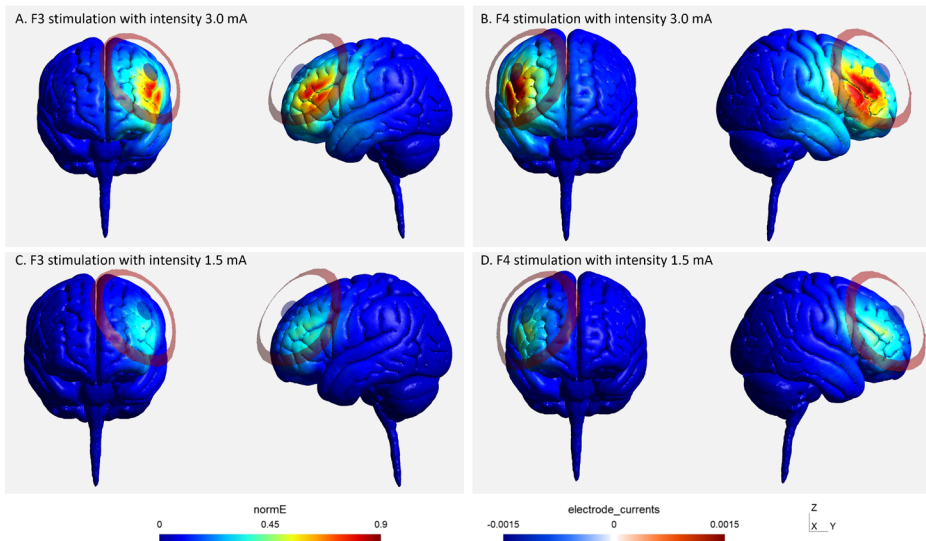 A. F3 stimulation with intensity 3.0 mA
B. F4 stimulation with intensity 3.0 mA
C. F3 stimulation with intensity 1.5 mA
D. F4 stimulation with intensity 1.5 mA
normE
0 0.45 0.9
electrode_currents
-0.0015 0 0.0015
Z
X Y